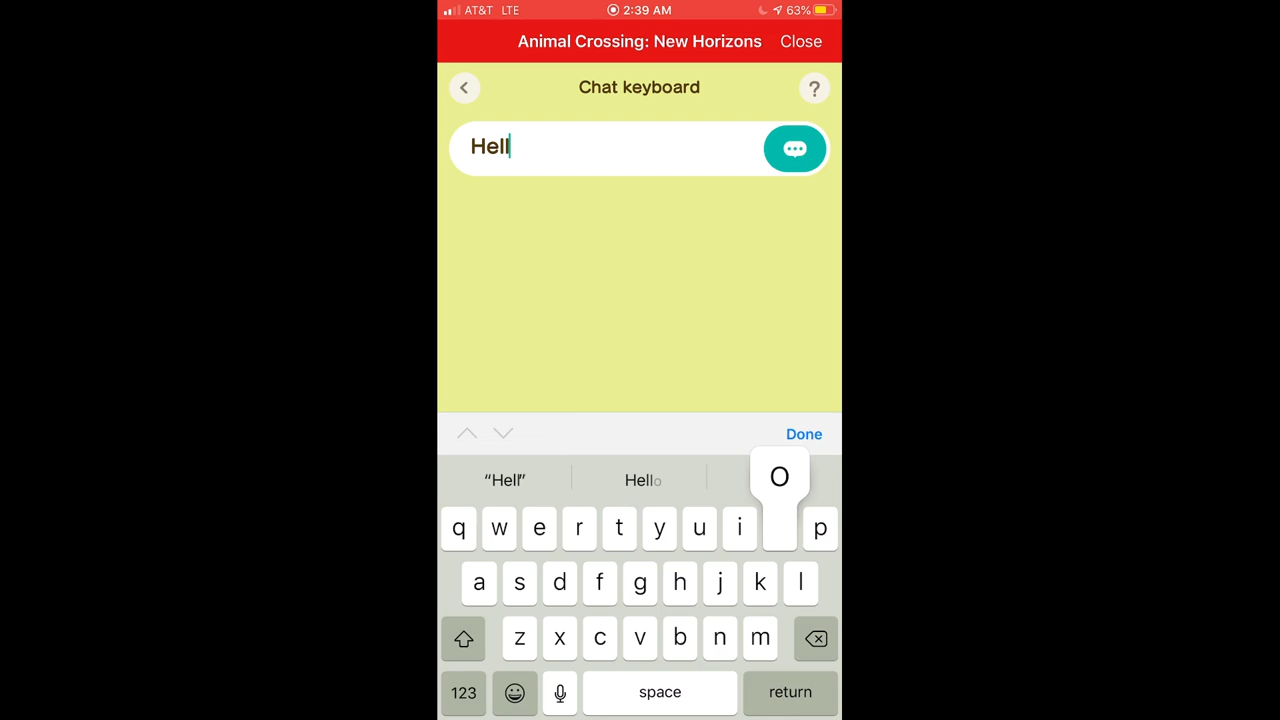 AT&T LTE 2:39 AM 63%
Animal Crossing: New Horizons Close
Chat keyboard ?
Hell
Done
“Hell” Hello
O
q w e r t y u i p
a s d f g h j k l
z x c v b n m
123 space return